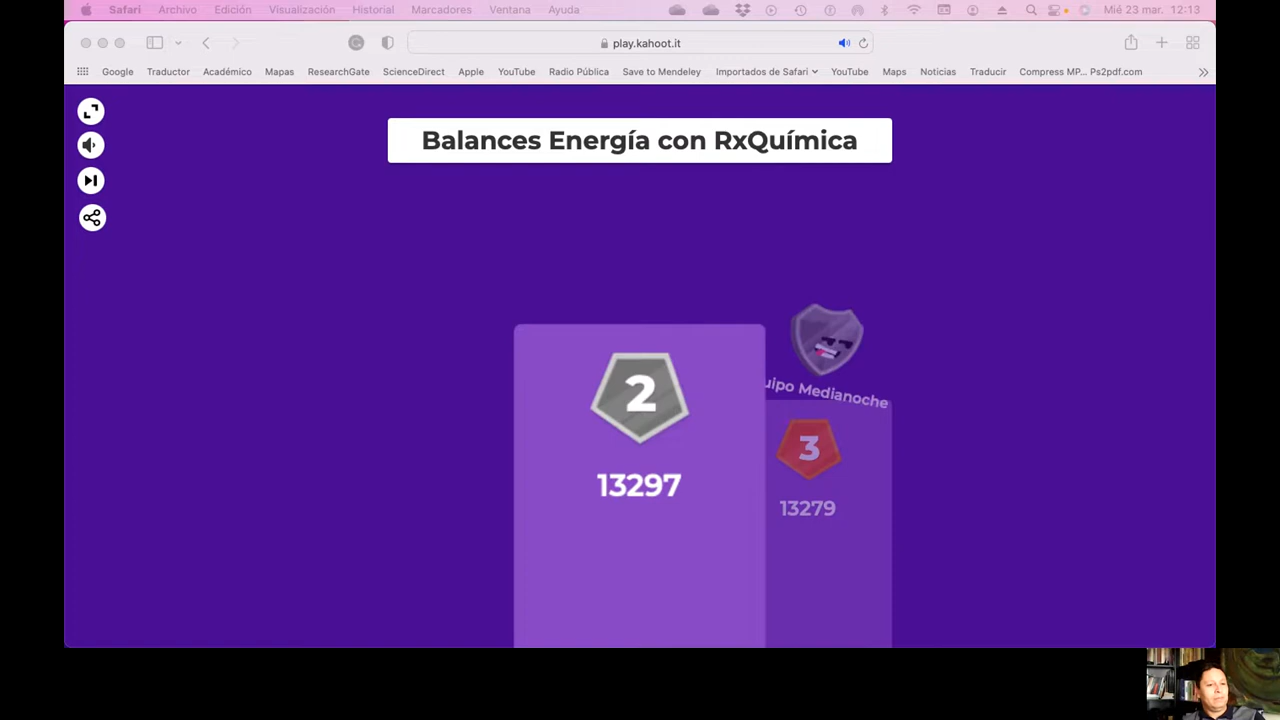 Safari Archivo Edición Visualización Historial Marcadores Ventana Ayuda Mié 23 mar. 12:13
play.kahoot.it
Google Traductor Académico Mapas ResearchGate ScienceDirect Apple YouTube Radio Pública Save to Mendeley Importados de Safari YouTube Maps Noticias Traducir Compress MP... Ps2pdf.com
Balances Energía con RxQuímica
uipo Medianoche
2
3
13297
13279